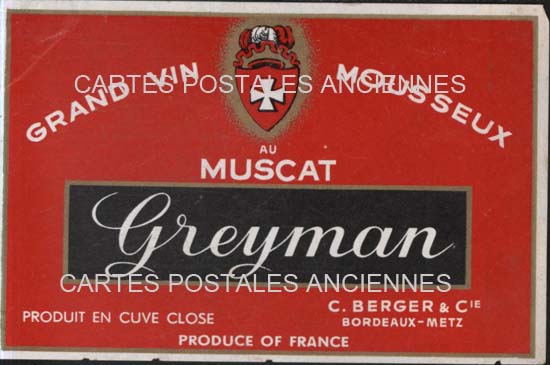 GRAND VIN MOUSSEUX
CARTES POSTALES ANCIENNES
AU
MUSCAT
Greyman
CARTES POSTALES ANCIENNES
C. BERGER & CIE
BORDEAUX-METZ
PRODUIT EN CUVE CLOSE
PRODUCE OF FRANCE